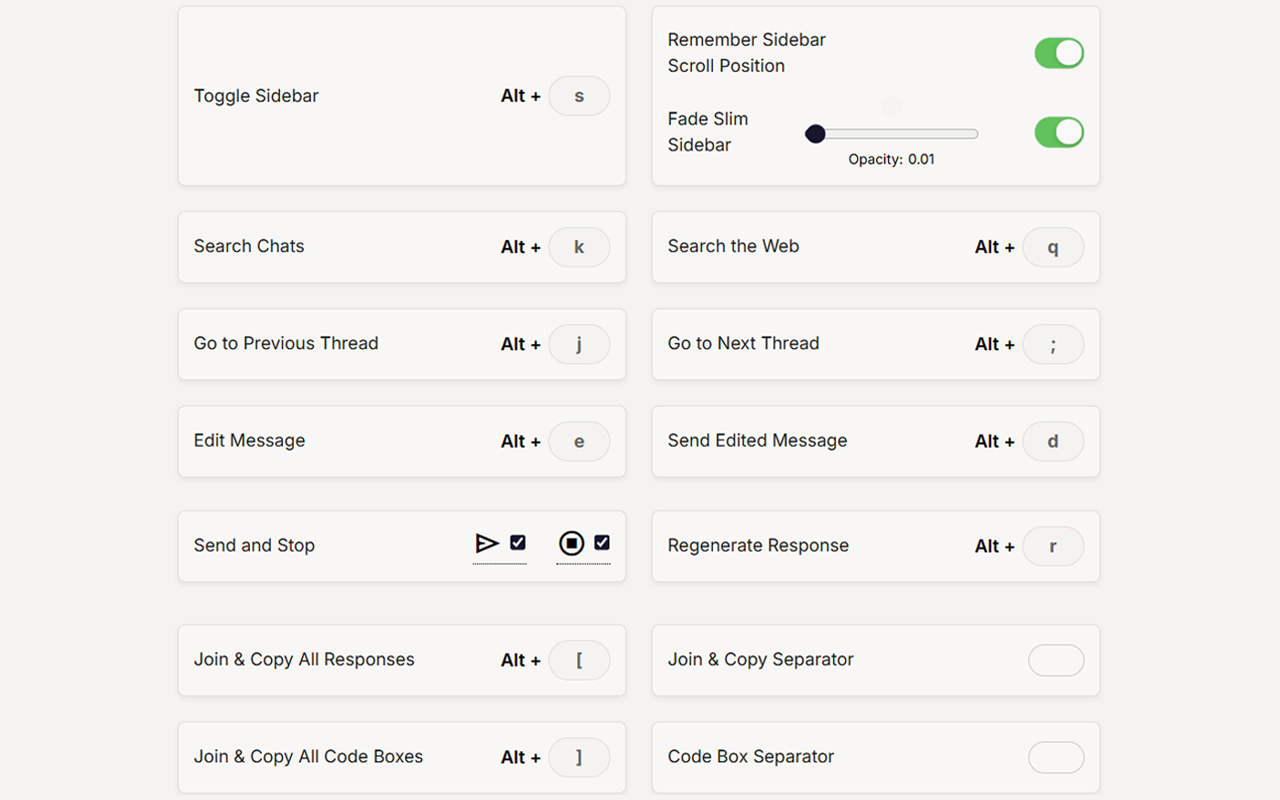 Toggle Sidebar
Alt + s
Remember Sidebar
Scroll Position
Fade Slim
Sidebar
Opacity: 0.01
Search Chats
Alt + k
Search the Web
Alt + q
Go to Previous Thread
Alt + j
Go to Next Thread
Alt + ;
Edit Message
Alt + e
Send Edited Message
Alt + d
Send and Stop
Regenerate Response
Alt + r
Join & Copy All Responses
Alt + [
Join & Copy Separator
Join & Copy All Code Boxes
Alt + ]
Code Box Separator